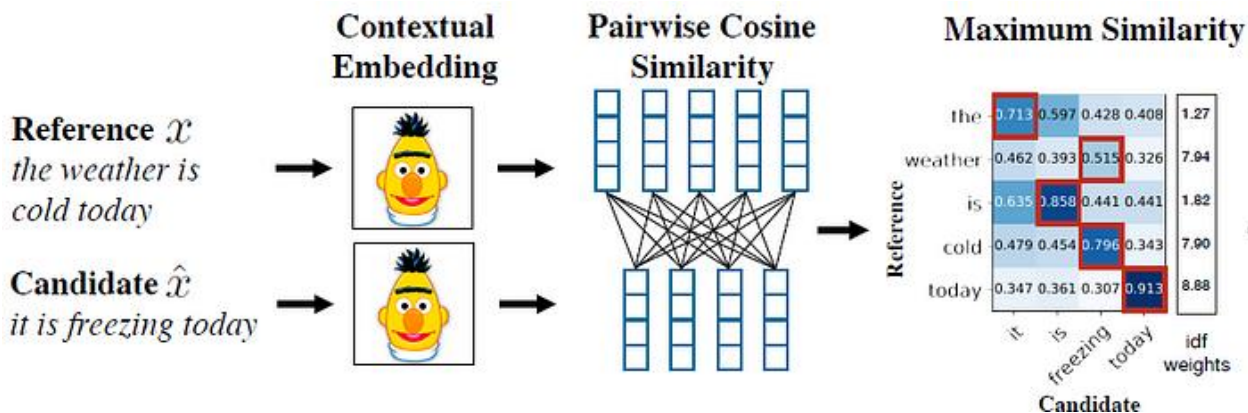 Contextual
Embedding
Pairwise Cosine
Similarity
Maximum Similarity
Reference x
the weather is
cold today
Candidate x̂
it is freezing today
Reference
the 0.713 0.597 0.428 0.408 1.27
weather 0.462 0.393 0.515 0.326 7.94
is 0.635 0.858 0.441 0.441 1.82
cold 0.479 0.454 0.796 0.343 7.90
today 0.347 0.361 0.307 0.913 8.88
it is freezing today
idf
weights
Candidate